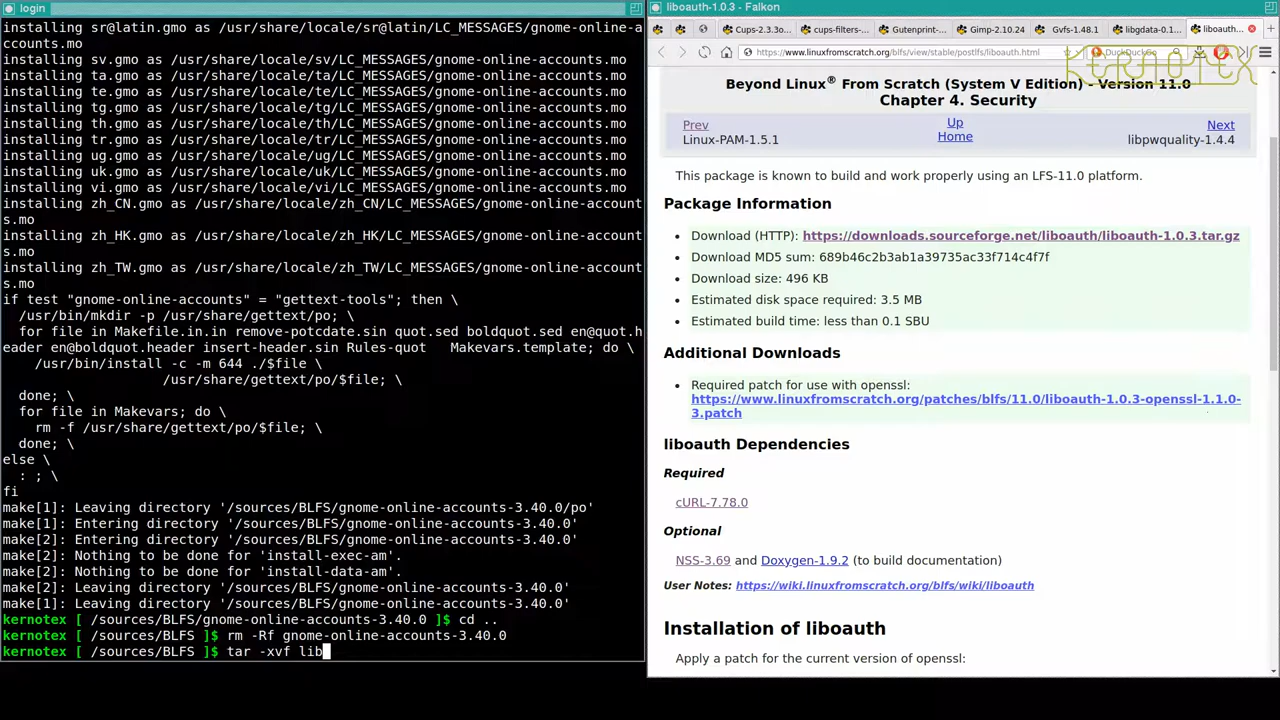 login
installing sr@latin.gmo as /usr/share/locale/sr@latin/LC_MESSAGES/gnome-online-a
ccounts.mo
installing sv.gmo as /usr/share/locale/sv/LC_MESSAGES/gnome-online-accounts.mo
installing ta.gmo as /usr/share/locale/ta/LC_MESSAGES/gnome-online-accounts.mo
installing te.gmo as /usr/share/locale/te/LC_MESSAGES/gnome-online-accounts.mo
installing tg.gmo as /usr/share/locale/tg/LC_MESSAGES/gnome-online-accounts.mo
installing th.gmo as /usr/share/locale/th/LC_MESSAGES/gnome-online-accounts.mo
installing tr.gmo as /usr/share/locale/tr/LC_MESSAGES/gnome-online-accounts.mo
installing ug.gmo as /usr/share/locale/ug/LC_MESSAGES/gnome-online-accounts.mo
installing uk.gmo as /usr/share/locale/uk/LC_MESSAGES/gnome-online-accounts.mo
installing vi.gmo as /usr/share/locale/vi/LC_MESSAGES/gnome-online-accounts.mo
installing zh_CN.gmo as /usr/share/locale/zh_CN/LC_MESSAGES/gnome-online-account
s.mo
installing zh_HK.gmo as /usr/share/locale/zh_HK/LC_MESSAGES/gnome-online-account
s.mo
installing zh_TW.gmo as /usr/share/locale/zh_TW/LC_MESSAGES/gnome-online-account
s.mo
if test "gnome-online-accounts" = "gettext-tools"; then \
  /usr/bin/mkdir -p /usr/share/gettext/po; \
  for file in Makefile.in.in remove-potcdate.sin quot.sed boldquot.sed en@quot.h
eader en@boldquot.header insert-header.sin Rules-quot   Makevars.template; do \
    /usr/bin/install -c -m 644 ./$file \
                    /usr/share/gettext/po/$file; \
  done; \
  for file in Makevars; do \
    rm -f /usr/share/gettext/po/$file; \
  done; \
else \
  : ; \
fi
make[1]: Leaving directory '/sources/BLFS/gnome-online-accounts-3.40.0/po'
make[1]: Entering directory '/sources/BLFS/gnome-online-accounts-3.40.0'
make[2]: Entering directory '/sources/BLFS/gnome-online-accounts-3.40.0'
make[2]: Nothing to be done for 'install-exec-am'.
make[2]: Nothing to be done for 'install-data-am'.
make[2]: Leaving directory '/sources/BLFS/gnome-online-accounts-3.40.0'
make[1]: Leaving directory '/sources/BLFS/gnome-online-accounts-3.40.0'
kernotex [ /sources/BLFS/gnome-online-accounts-3.40.0 ]$ cd ..
kernotex [ /sources/BLFS ]$ rm -Rf gnome-online-accounts-3.40.0
kernotex [ /sources/BLFS ]$ tar -xvf lib
liboauth-1.0.3 - Falkon
Cups-2.3.3o... cups-filters-... Gutenprint-... Gimp-2.10.24 Gvfs-1.48.1 libgdata-0.1... liboauth...
https://www.linuxfromscratch.org/blfs/view/stable/postlfs/liboauth.html DuckDuckGo
KERNOTEX
Beyond Linux® From Scratch (System V Edition) - Version 11.0
Chapter 4. Security
Prev Up Next
Linux-PAM-1.5.1 Home libpwquality-1.4.4
This package is known to build and work properly using an LFS-11.0 platform.
Package Information
• Download (HTTP): https://downloads.sourceforge.net/liboauth/liboauth-1.0.3.tar.gz
• Download MD5 sum: 689b46c2b3ab1a39735ac33f714c4f7f
• Download size: 496 KB
• Estimated disk space required: 3.5 MB
• Estimated build time: less than 0.1 SBU
Additional Downloads
• Required patch for use with openssl:
https://www.linuxfromscratch.org/patches/blfs/11.0/liboauth-1.0.3-openssl-1.1.0-
3.patch
liboauth Dependencies
Required
cURL-7.78.0
Optional
NSS-3.69 and Doxygen-1.9.2 (to build documentation)
User Notes: https://wiki.linuxfromscratch.org/blfs/wiki/liboauth
Installation of liboauth
Apply a patch for the current version of openssl: